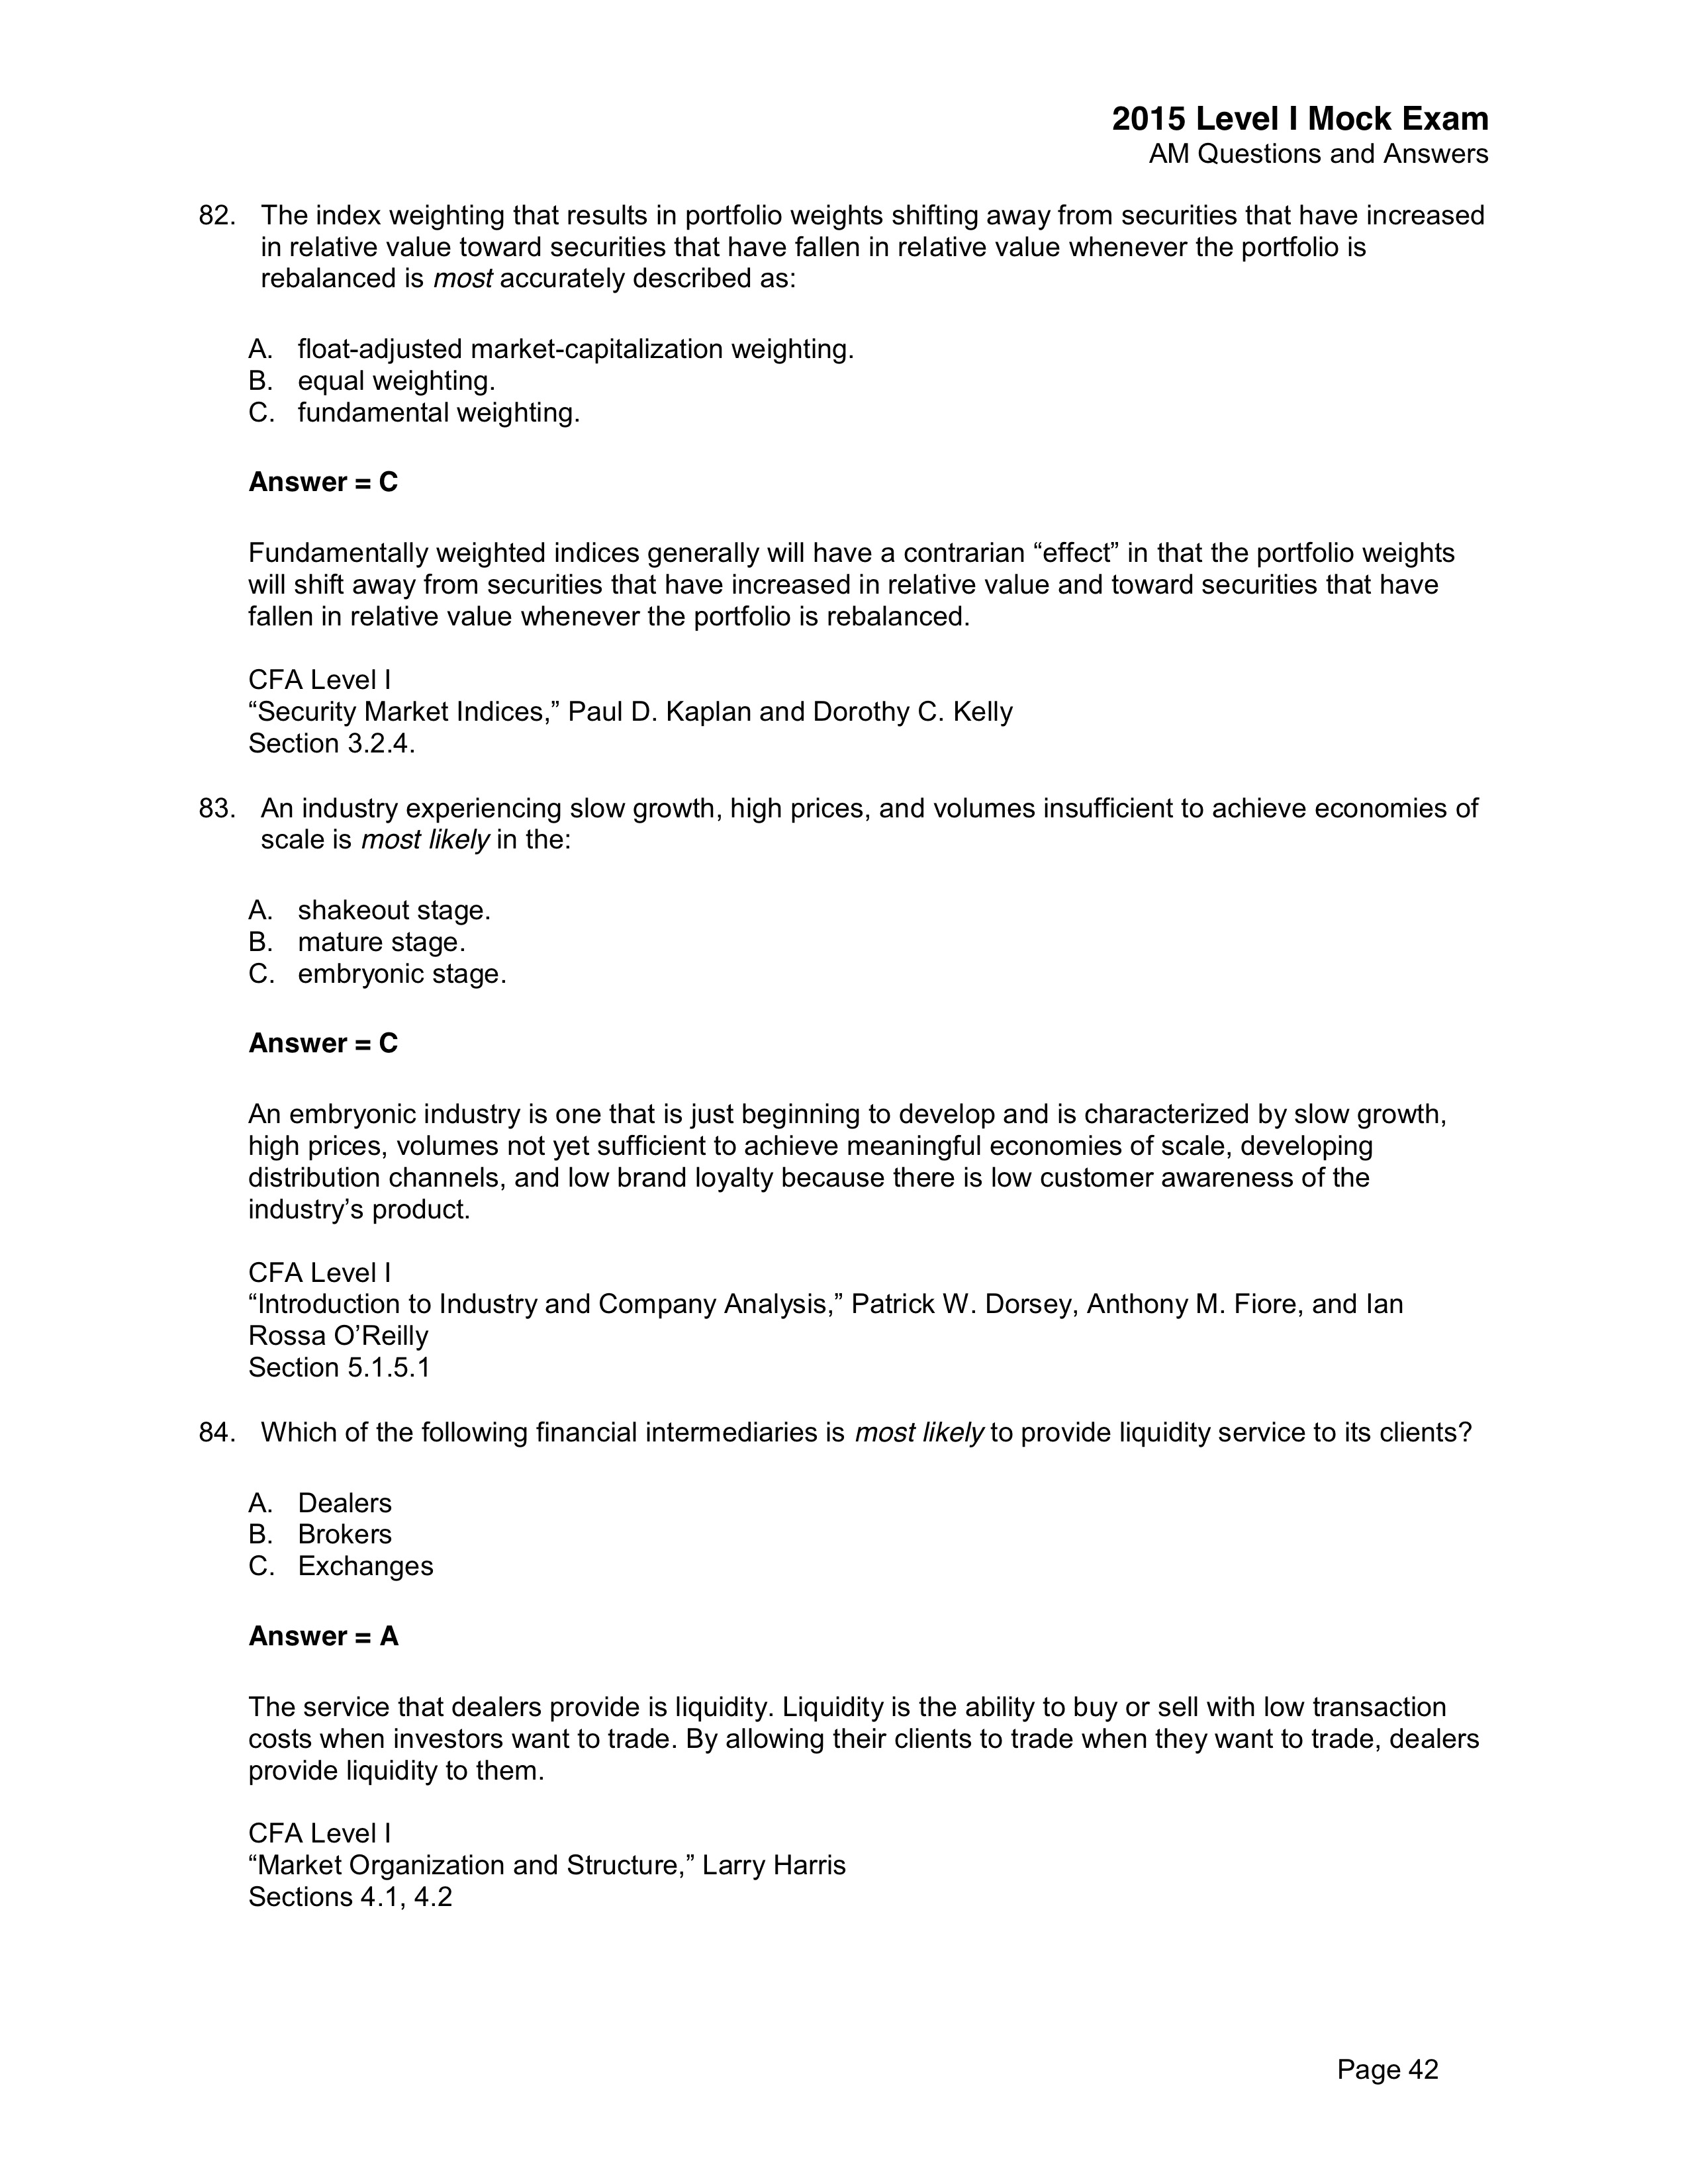 2015 Level I Mock Exam
AM Questions and Answers
82. The index weighting that results in portfolio weights shifting away from securities that have increased
in relative value toward securities that have fallen in relative value whenever the portfolio is
rebalanced is most accurately described as:
A. float-adjusted market-capitalization weighting.
B. equal weighting.
C. fundamental weighting.
Answer = C
Fundamentally weighted indices generally will have a contrarian “effect” in that the portfolio weights
will shift away from securities that have increased in relative value and toward securities that have
fallen in relative value whenever the portfolio is rebalanced.
CFA Level I
“Security Market Indices,” Paul D. Kaplan and Dorothy C. Kelly
Section 3.2.4.
83. An industry experiencing slow growth, high prices, and volumes insufficient to achieve economies of
scale is most likely in the:
A. shakeout stage.
B. mature stage.
C. embryonic stage.
Answer = C
An embryonic industry is one that is just beginning to develop and is characterized by slow growth,
high prices, volumes not yet sufficient to achieve meaningful economies of scale, developing
distribution channels, and low brand loyalty because there is low customer awareness of the
industry’s product.
CFA Level I
“Introduction to Industry and Company Analysis,” Patrick W. Dorsey, Anthony M. Fiore, and Ian
Rossa O’Reilly
Section 5.1.5.1
84. Which of the following financial intermediaries is most likely to provide liquidity service to its clients?
A. Dealers
B. Brokers
C. Exchanges
Answer = A
The service that dealers provide is liquidity. Liquidity is the ability to buy or sell with low transaction
costs when investors want to trade. By allowing their clients to trade when they want to trade, dealers
provide liquidity to them.
CFA Level I
“Market Organization and Structure,” Larry Harris
Sections 4.1, 4.2
Page 42